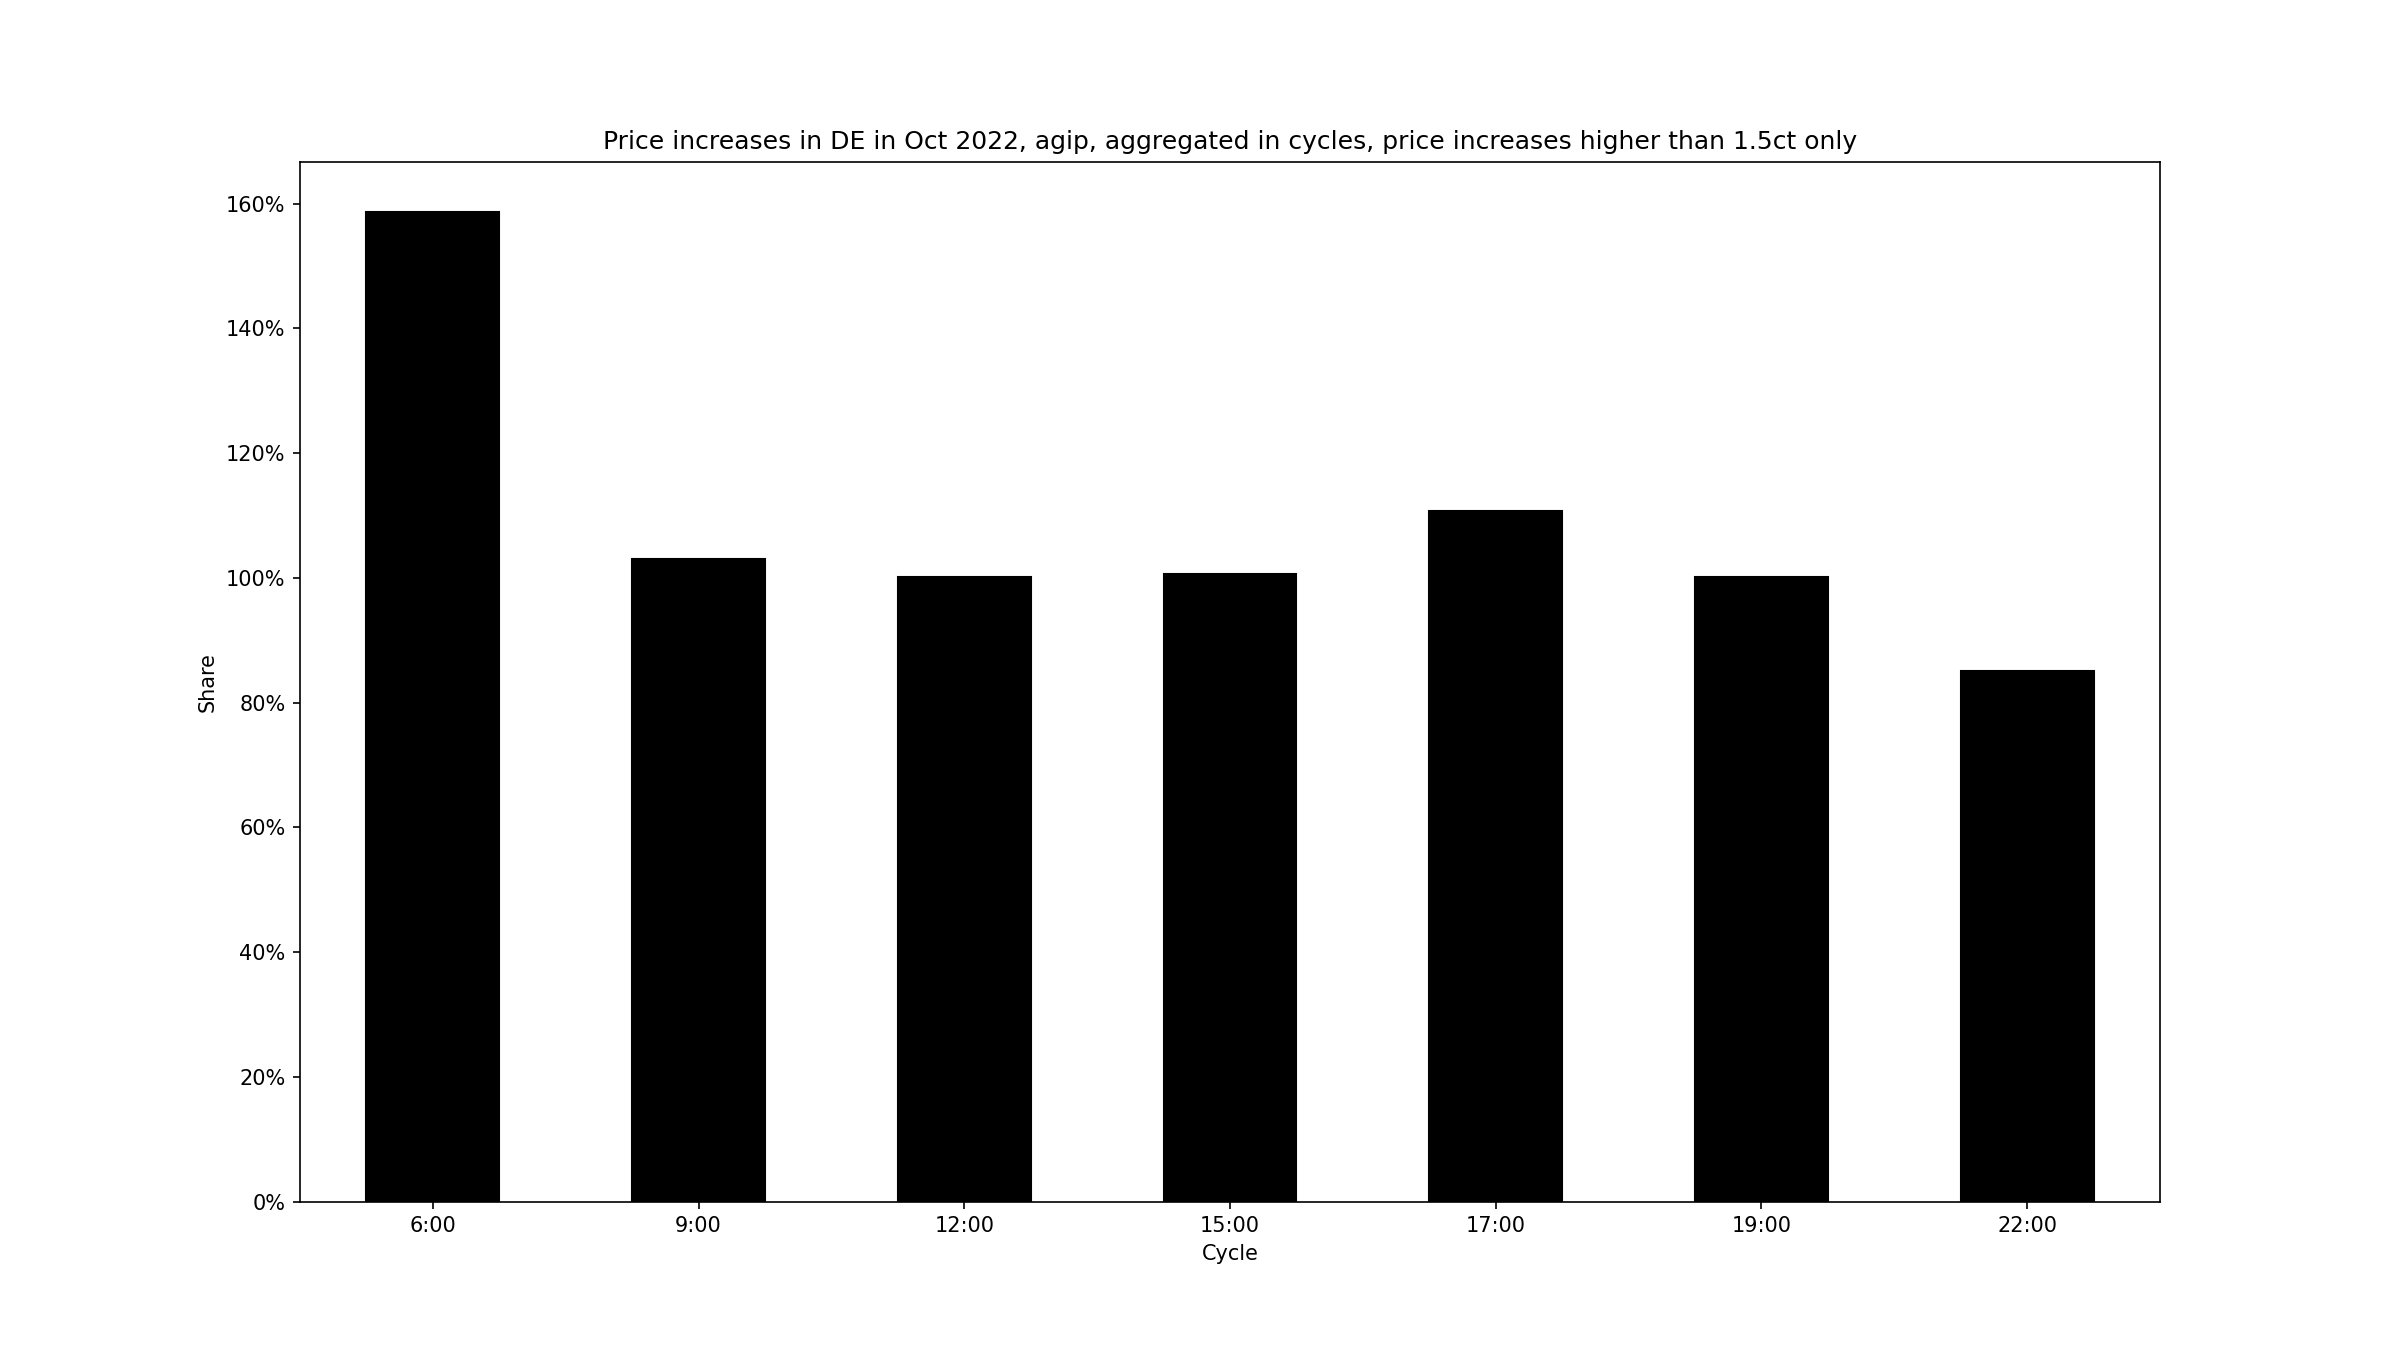 Price increases in DE in Oct 2022, agip, aggregated in cycles, price increases higher than 1.5ct only
160%
140%
120%
100%
80%
60%
40%
20%
0%
Share
6:00 9:00 12:00 15:00 17:00 19:00 22:00
Cycle